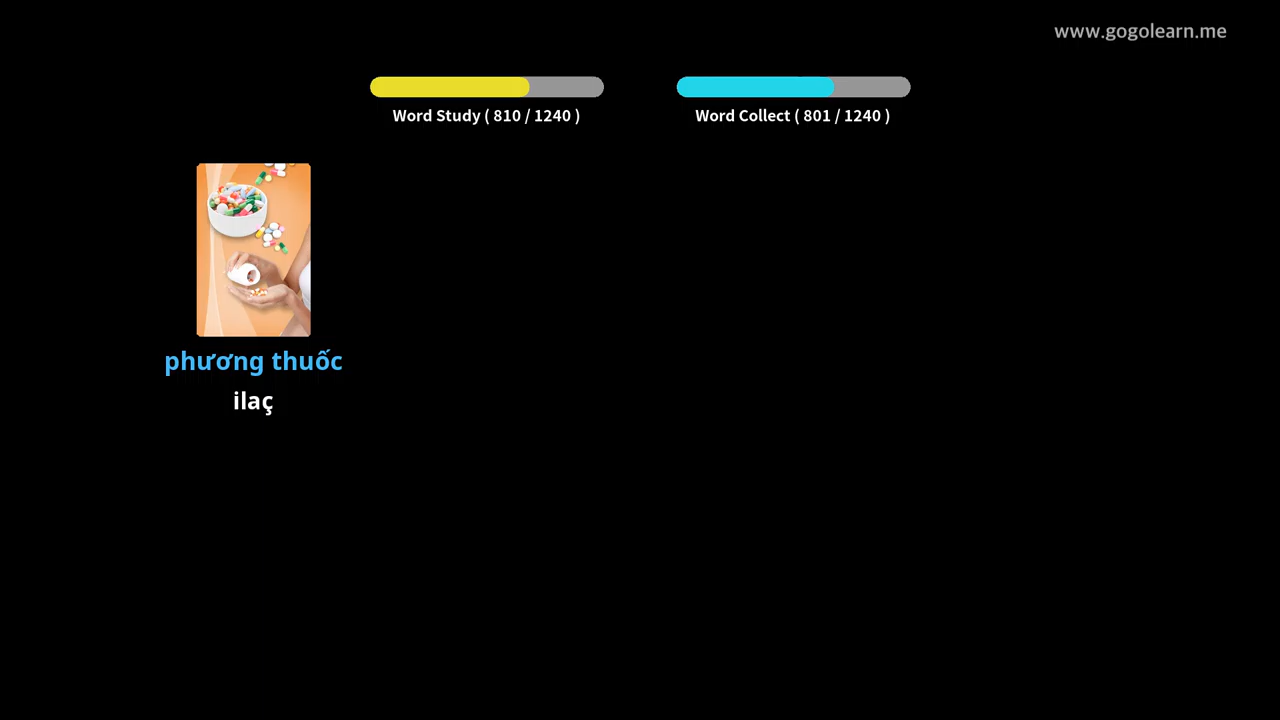 www.gogolearn.me
Word Study ( 810 / 1240 )
Word Collect ( 801 / 1240 )
phương thuốc
ilaç